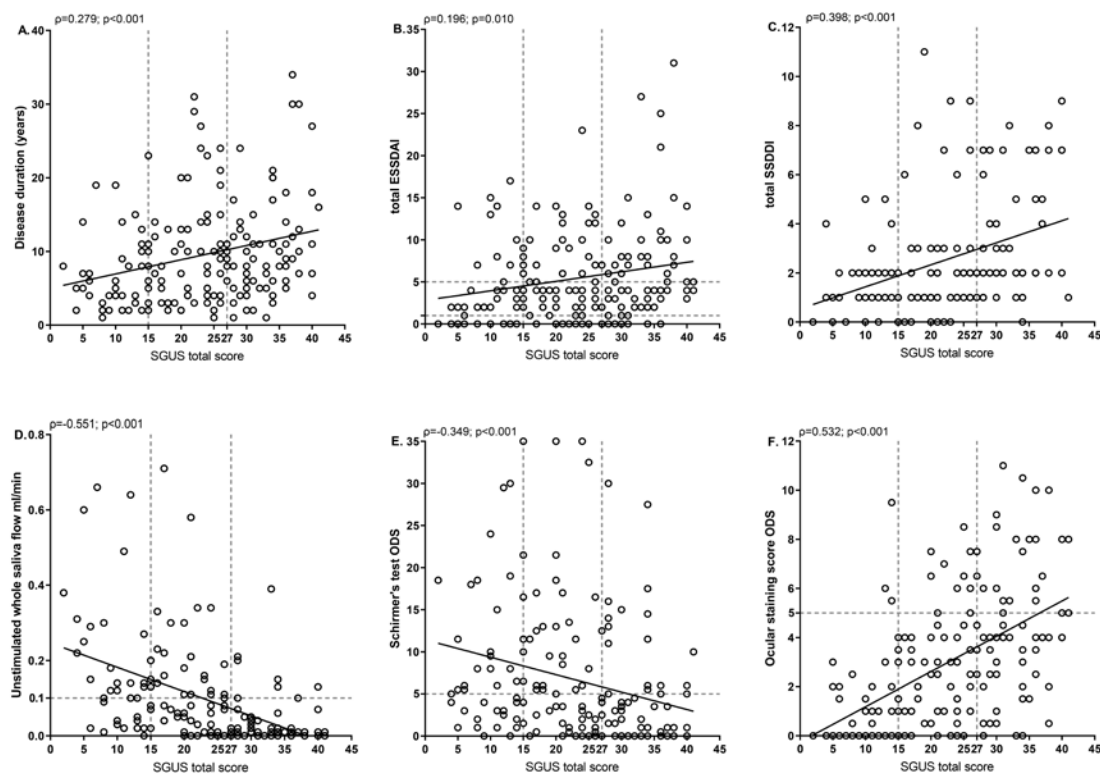 ρ=0.279; p<0.001
A.
40
30
20
10
0
Disease duration (years)
0 5 10 15 20 25 27 30 35 40 45
SGUS total score
ρ=0.196; p=0.010
B.
35
30
25
20
15
10
5
0
total ESSDAI
0 5 10 15 20 25 27 30 35 40 45
SGUS total score
ρ=0.398; p<0.001
C.
12
10
8
6
4
2
0
total SSDDI
0 5 10 15 20 25 27 30 35 40 45
SGUS total score
ρ=-0.551; p<0.001
D.
0.8
0.6
0.4
0.2
0.1
0.0
Unstimulated whole saliva flow ml/min
0 5 10 15 20 25 27 30 35 40 45
SGUS total score
ρ=-0.349; p<0.001
E.
35
30
25
20
15
10
5
0
Schirmer's test ODS
0 5 10 15 20 25 27 30 35 40 45
SGUS total score
ρ=0.532; p<0.001
F.
12
10
8
6
5
4
2
0
Ocular staining score ODS
0 5 10 15 20 25 27 30 35 40 45
SGUS total score